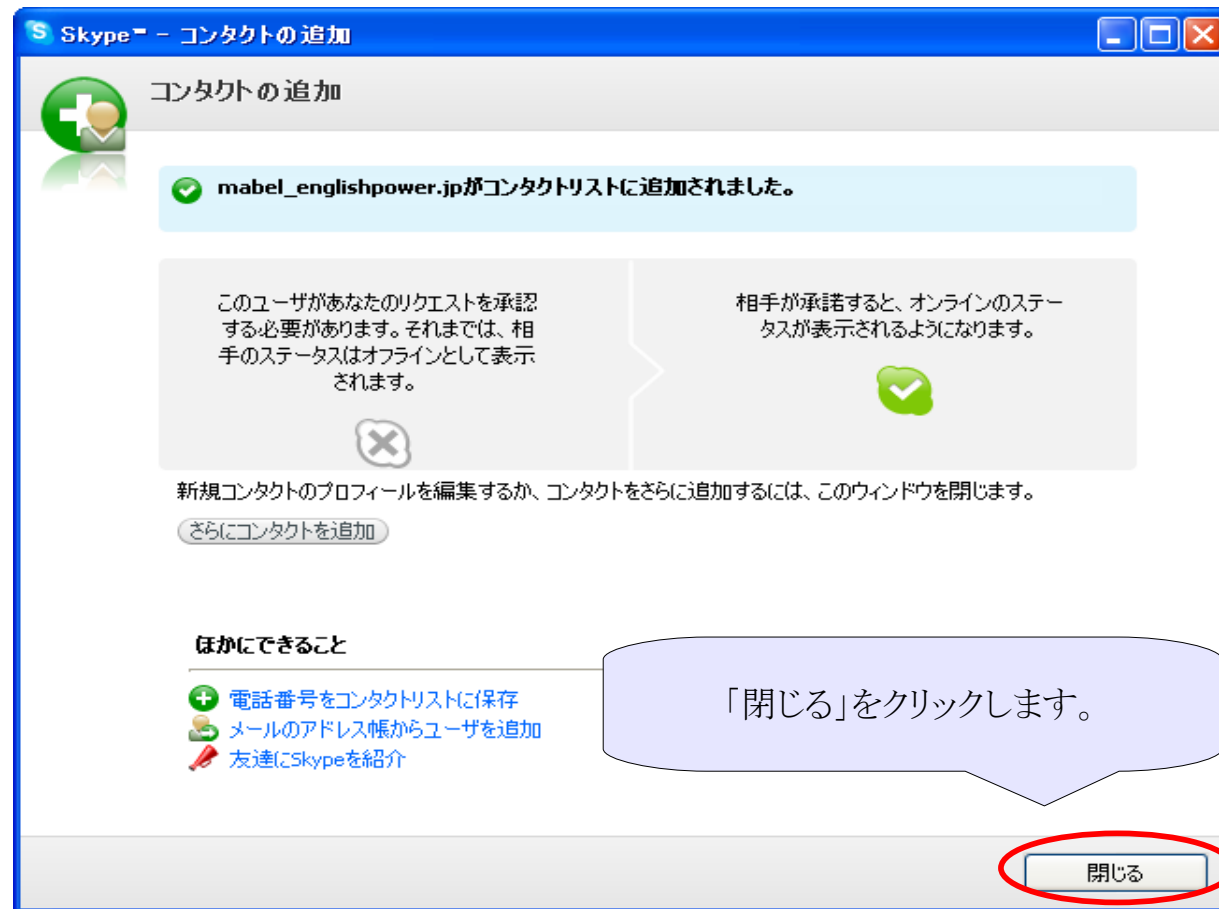 Skype™ - コンタクトの追加
コンタクトの追加
mabel_englishpower.jpがコンタクトリストに追加されました。
このユーザがあなたのリクエストを承認
する必要があります。それまでは、相
手のステータスはオフラインとして表示
されます。
相手が承諾すると、オンラインのステー
タスが表示されるようになります。
新規コンタクトのプロフィールを編集するか、コンタクトをさらに追加するには、このウィンドウを閉じます。
さらにコンタクトを追加
ほかにできること
電話番号をコンタクトリストに保存
メールのアドレス帳からユーザを追加
友達にSkypeを紹介
「閉じる」をクリックします。
閉じる